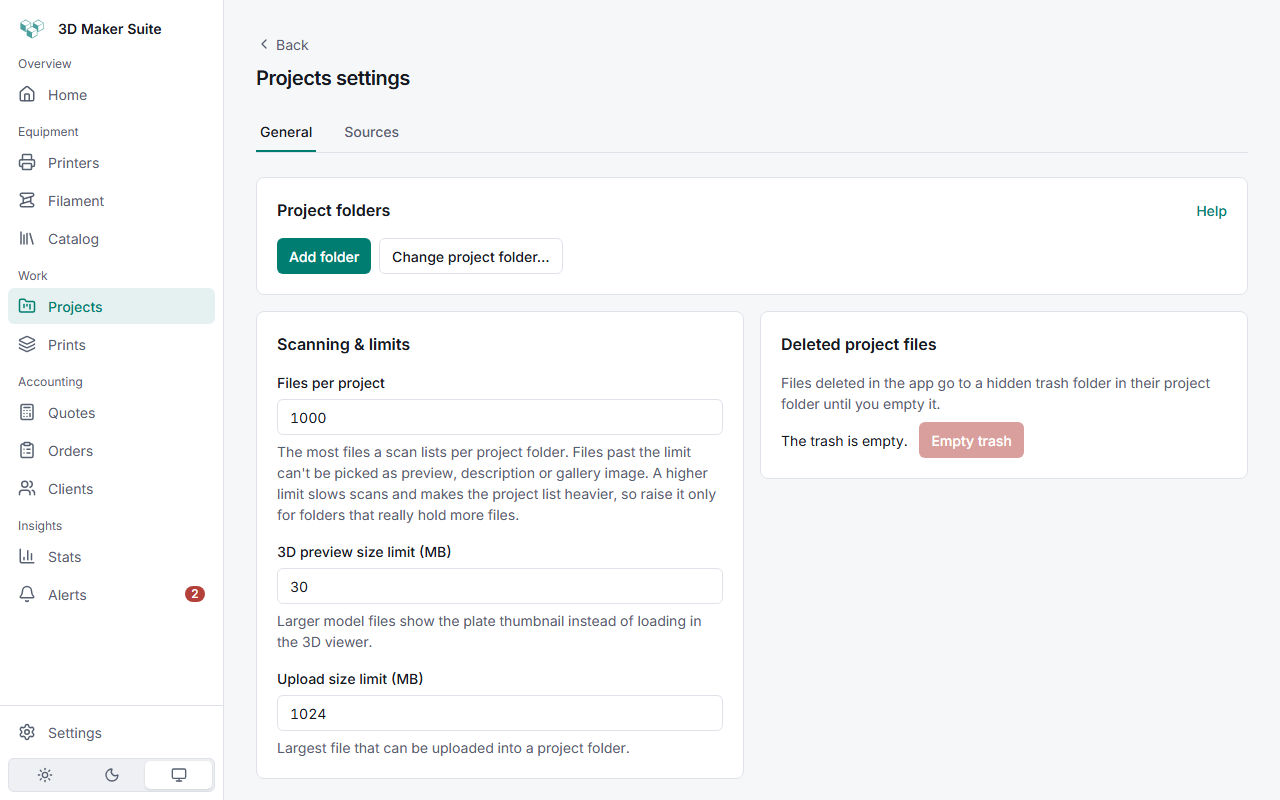 3D Maker Suite
Overview
Home
Equipment
Printers
Filament
Catalog
Work
Projects
Prints
Accounting
Quotes
Orders
Clients
Insights
Stats
Alerts 2
Settings
Back
Projects settings
General Sources
Project folders Help
Add folder Change project folder...
Scanning & limits
Files per project
1000
The most files a scan lists per project folder. Files past the limit
can't be picked as preview, description or gallery image. A higher
limit slows scans and makes the project list heavier, so raise it only
for folders that really hold more files.
3D preview size limit (MB)
30
Larger model files show the plate thumbnail instead of loading in
the 3D viewer.
Upload size limit (MB)
1024
Largest file that can be uploaded into a project folder.
Deleted project files
Files deleted in the app go to a hidden trash folder in their project
folder until you empty it.
The trash is empty. Empty trash